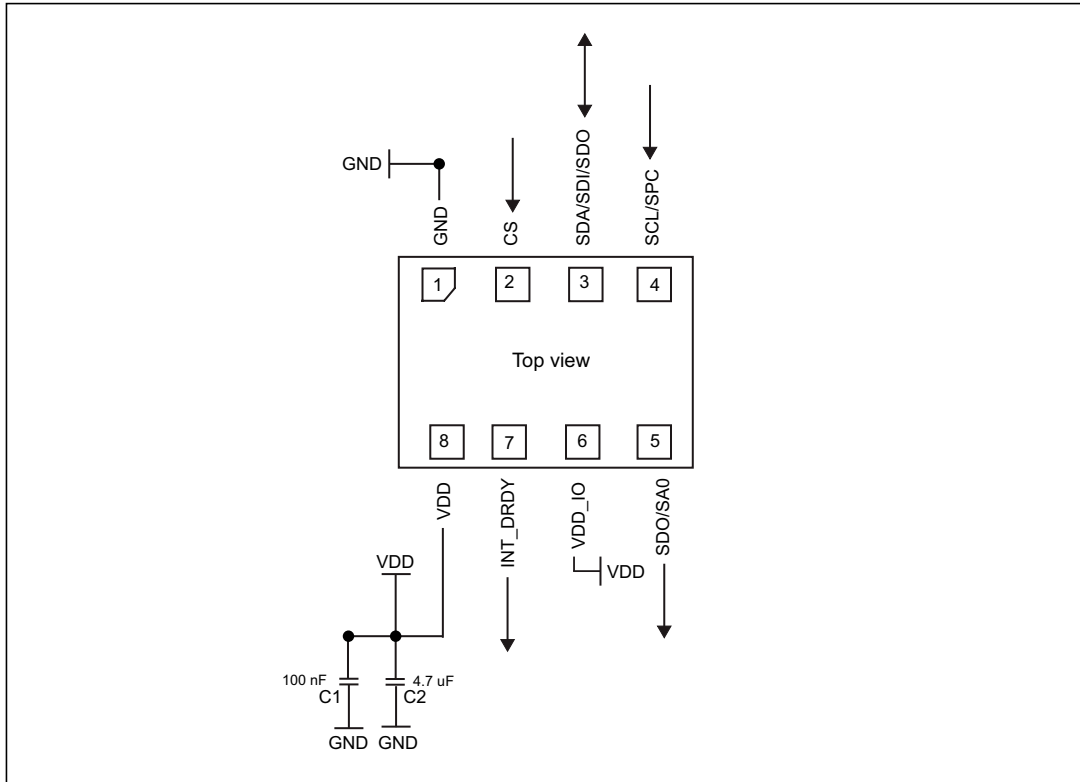 GND
GND
CS
SDA/SDI/SDO
SCL/SPC
1
2
3
4
Top view
8
7
6
5
VDD
INT_DRDY
VDD_IO
SDO/SA0
VDD
VDD
100 nF
C1
4.7 uF
C2
GND
GND